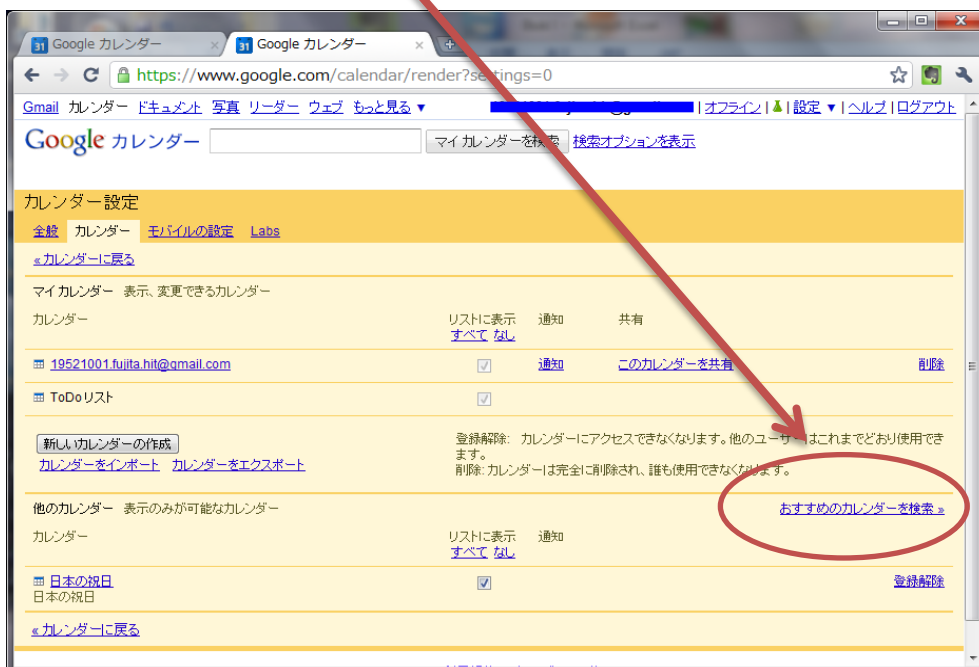 Google カレンダー × Google カレンダー ×
https://www.google.com/calendar/render?settings=0
Gmail カレンダー ドキュメント 写真 リーダー ウェブ もっと見る ▼ | オフライン | | 設定 ▼ | ヘルプ | ログアウト
Google カレンダー マイカレンダーを検索 検索オプションを表示
カレンダー設定
全般 カレンダー モバイルの設定 Labs
«カレンダーに戻る
マイカレンダー 表示、変更できるカレンダー
カレンダー リストに表示 通知 共有
すべて なし
19521001.fujita.hit@gmail.com 通知 このカレンダーを共有 削除
ToDoリスト
新しいカレンダーの作成
カレンダーをインポート カレンダーをエクスポート
登録解除: カレンダーにアクセスできなくなります。他のユーザーはこれまでどおり使用でき
ます。
削除:カレンダーは完全に削除され、誰も使用できなくなります。
他のカレンダー 表示のみが可能なカレンダー おすすめのカレンダーを検索 »
カレンダー リストに表示 通知
すべて なし
日本の祝日 登録解除
日本の祝日
«カレンダーに戻る